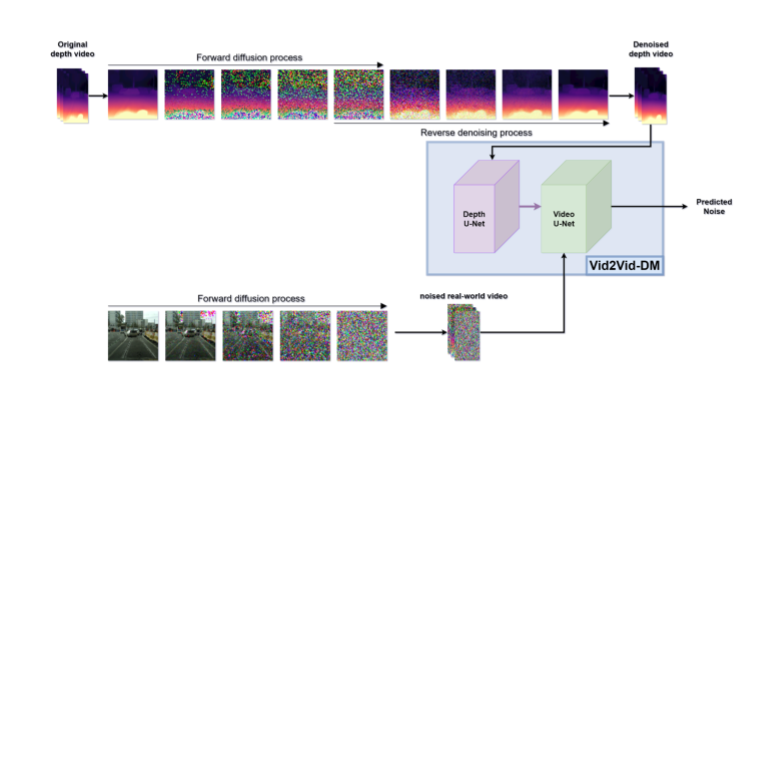 Original
depth video
Forward diffusion process
Denoised
depth video
Reverse denoising process
Depth
U-Net
Video
U-Net
Predicted
Noise
Vid2Vid-DM
Forward diffusion process
noised real-world video